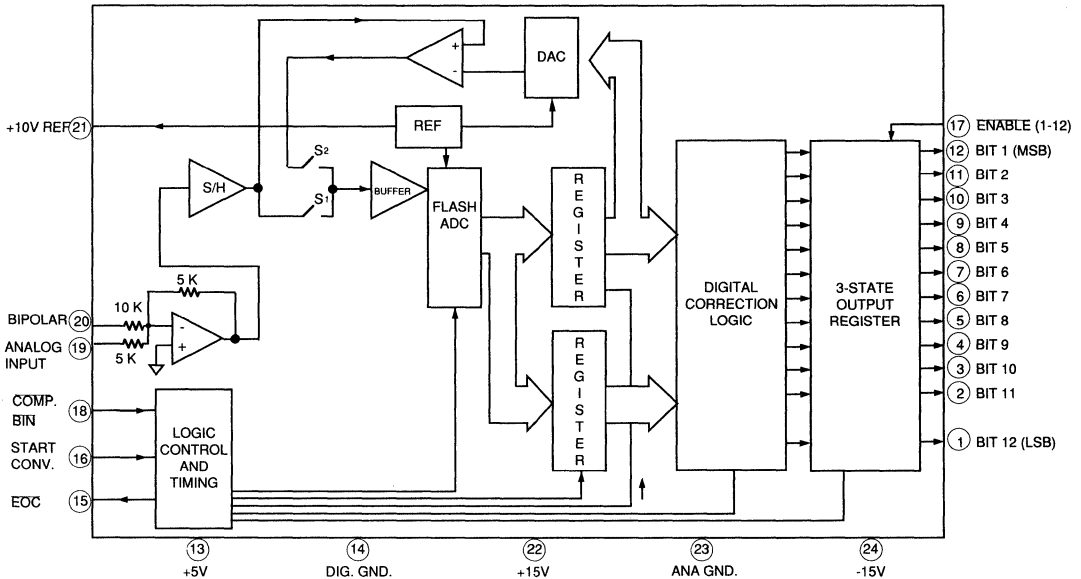 +
-
DAC
+10V REF
21
REF
17
ENABLE (1-12)
12
BIT 1 (MSB)
11
BIT 2
10
BIT 3
9
BIT 4
8
BIT 5
7
BIT 6
6
BIT 7
5
BIT 8
4
BIT 9
3
BIT 10
2
BIT 11
1
BIT 12 (LSB)
S2
S1
S/H
BUFFER
FLASH
ADC
REGISTER
REGISTER
DIGITAL
CORRECTION
LOGIC
3-STATE
OUTPUT
REGISTER
5 K
10 K
BIPOLAR
20
-
+
ANALOG
INPUT
19
5 K
COMP.
BIN
18
START
CONV.
16
EOC
15
LOGIC
CONTROL
AND
TIMING
13
+5V
14
DIG. GND.
22
+15V
23
ANA GND.
24
-15V